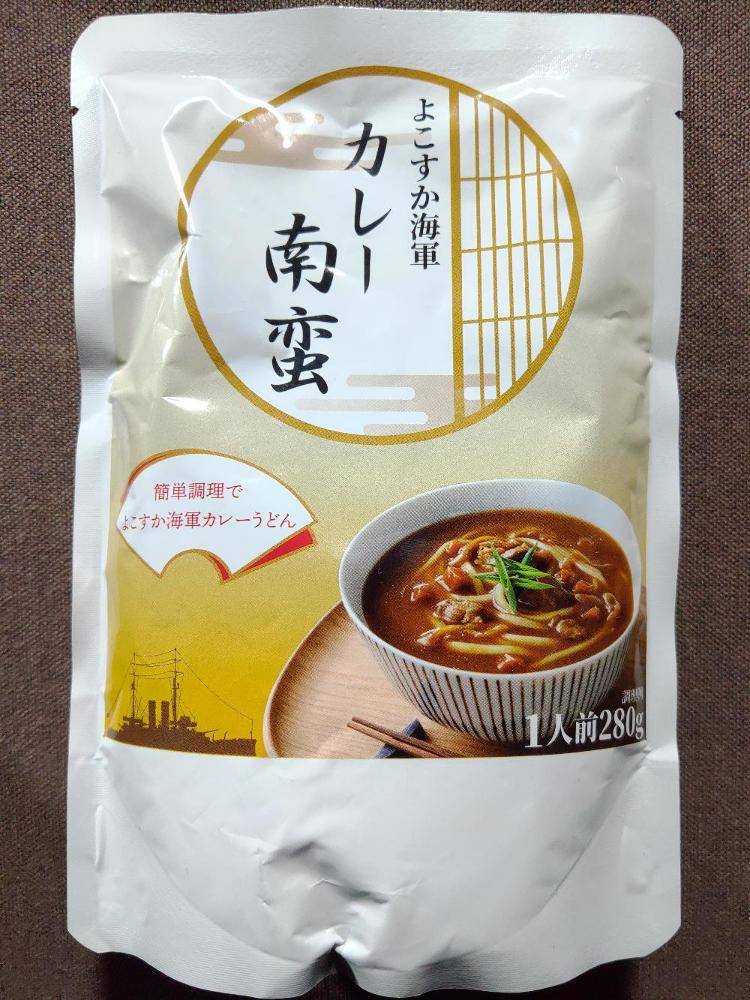 よこすか海軍
カレー
南蛮
簡単調理で
よこすか海軍カレーうどん
調理例
1人前280g